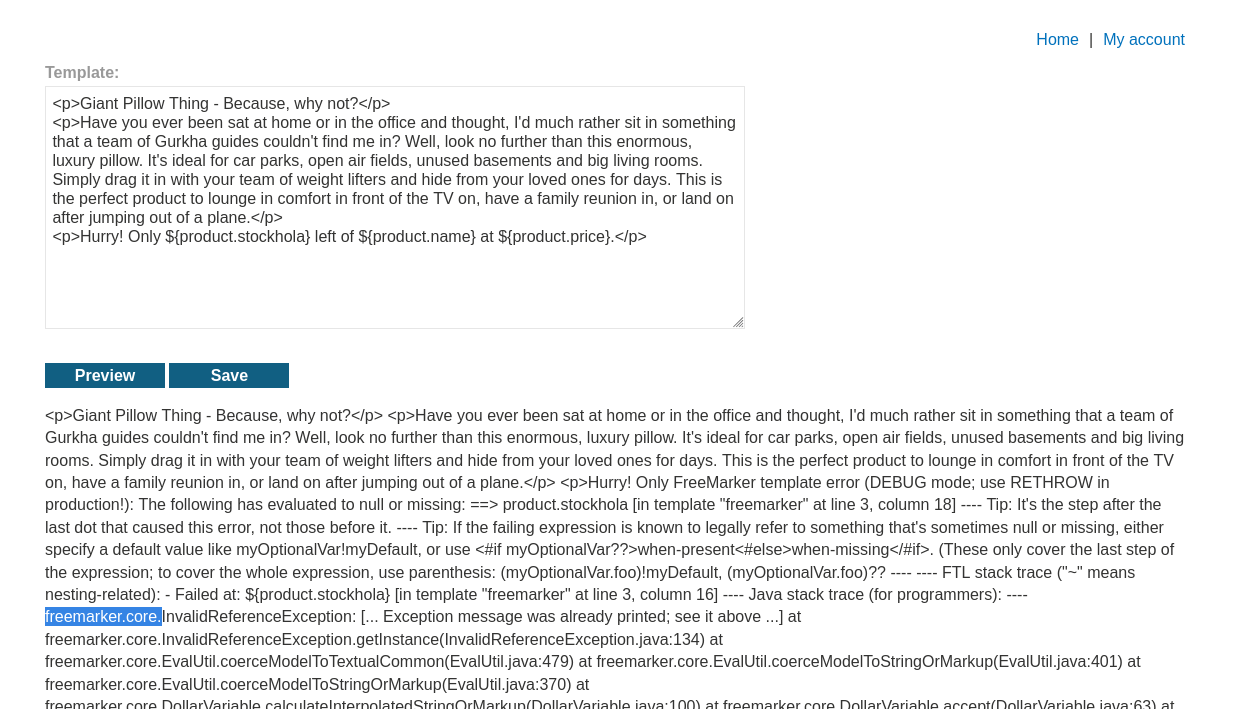 Home | My account
Template:
<p>Giant Pillow Thing - Because, why not?</p>
<p>Have you ever been sat at home or in the office and thought, I'd much rather sit in something
that a team of Gurkha guides couldn't find me in? Well, look no further than this enormous,
luxury pillow. It's ideal for car parks, open air fields, unused basements and big living rooms.
Simply drag it in with your team of weight lifters and hide from your loved ones for days. This is
the perfect product to lounge in comfort in front of the TV on, have a family reunion in, or land on
after jumping out of a plane.</p>
<p>Hurry! Only ${product.stockhola} left of ${product.name} at ${product.price}.</p>
Preview Save
<p>Giant Pillow Thing - Because, why not?</p> <p>Have you ever been sat at home or in the office and thought, I'd much rather sit in something that a team of
Gurkha guides couldn't find me in? Well, look no further than this enormous, luxury pillow. It's ideal for car parks, open air fields, unused basements and big living
rooms. Simply drag it in with your team of weight lifters and hide from your loved ones for days. This is the perfect product to lounge in comfort in front of the TV
on, have a family reunion in, or land on after jumping out of a plane.</p> <p>Hurry! Only FreeMarker template error (DEBUG mode; use RETHROW in
production!): The following has evaluated to null or missing: ==> product.stockhola [in template "freemarker" at line 3, column 18] ---- Tip: It's the step after the
last dot that caused this error, not those before it. ---- Tip: If the failing expression is known to legally refer to something that's sometimes null or missing, either
specify a default value like myOptionalVar!myDefault, or use <#if myOptionalVar??>when-present<#else>when-missing</#if>. (These only cover the last step of
the expression; to cover the whole expression, use parenthesis: (myOptionalVar.foo)!myDefault, (myOptionalVar.foo)?? ---- ---- FTL stack trace ("~" means
nesting-related): - Failed at: ${product.stockhola} [in template "freemarker" at line 3, column 16] ---- Java stack trace (for programmers): ----
freemarker.core.InvalidReferenceException: [... Exception message was already printed; see it above ...] at
freemarker.core.InvalidReferenceException.getInstance(InvalidReferenceException.java:134) at
freemarker.core.EvalUtil.coerceModelToTextualCommon(EvalUtil.java:479) at freemarker.core.EvalUtil.coerceModelToStringOrMarkup(EvalUtil.java:401) at
freemarker.core.EvalUtil.coerceModelToStringOrMarkup(EvalUtil.java:370) at
freemarker.core.DollarVariable.calculateInterpolatedStringOrMarkup(DollarVariable.java:100) at freemarker.core.DollarVariable.accept(DollarVariable.java:63) at